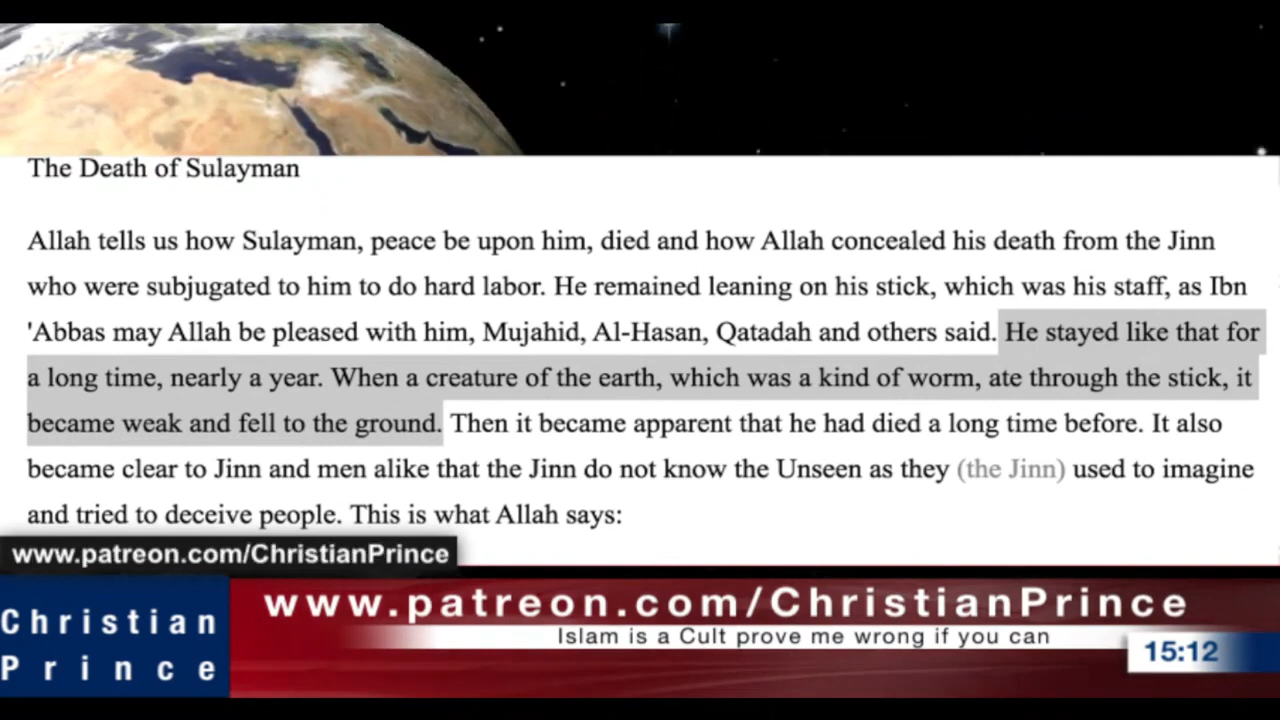 The Death of Sulayman
Allah tells us how Sulayman, peace be upon him, died and how Allah concealed his death from the Jinn
who were subjugated to him to do hard labor. He remained leaning on his stick, which was his staff, as Ibn
'Abbas may Allah be pleased with him, Mujahid, Al-Hasan, Qatadah and others said. He stayed like that for
a long time, nearly a year. When a creature of the earth, which was a kind of worm, ate through the stick, it
became weak and fell to the ground. Then it became apparent that he had died a long time before. It also
became clear to Jinn and men alike that the Jinn do not know the Unseen as they (the Jinn) used to imagine
and tried to deceive people. This is what Allah says:
www.patreon.com/ChristianPrince
Christian
Prince
www.patreon.com/ChristianPrince
Islam is a Cult prove me wrong if you can
15:12